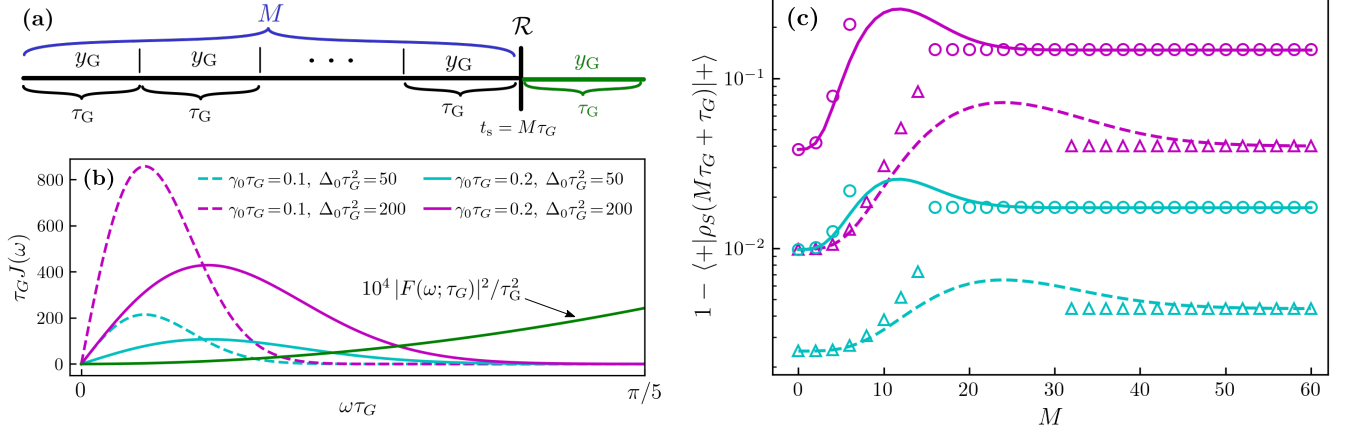 (a)
M
R
y_G y_G · · · y_G y_G
τ_G τ_G τ_G τ_G
t_s = Mτ_G
(b)
γ_0τ_G=0.1, Δ_0τ_G^2=50
γ_0τ_G=0.2, Δ_0τ_G^2=50
γ_0τ_G=0.1, Δ_0τ_G^2=200
γ_0τ_G=0.2, Δ_0τ_G^2=200
10^4 |F(ω; τ_G)|^2/τ_G^2
τ_G J(ω)
800
600
400
200
0
0
π/5
ωτ_G
(c)
1 − ⟨+|ρ_S(Mτ_G + τ_G)|+⟩
10^−1
10^−2
0 10 20 30 40 50 60
M